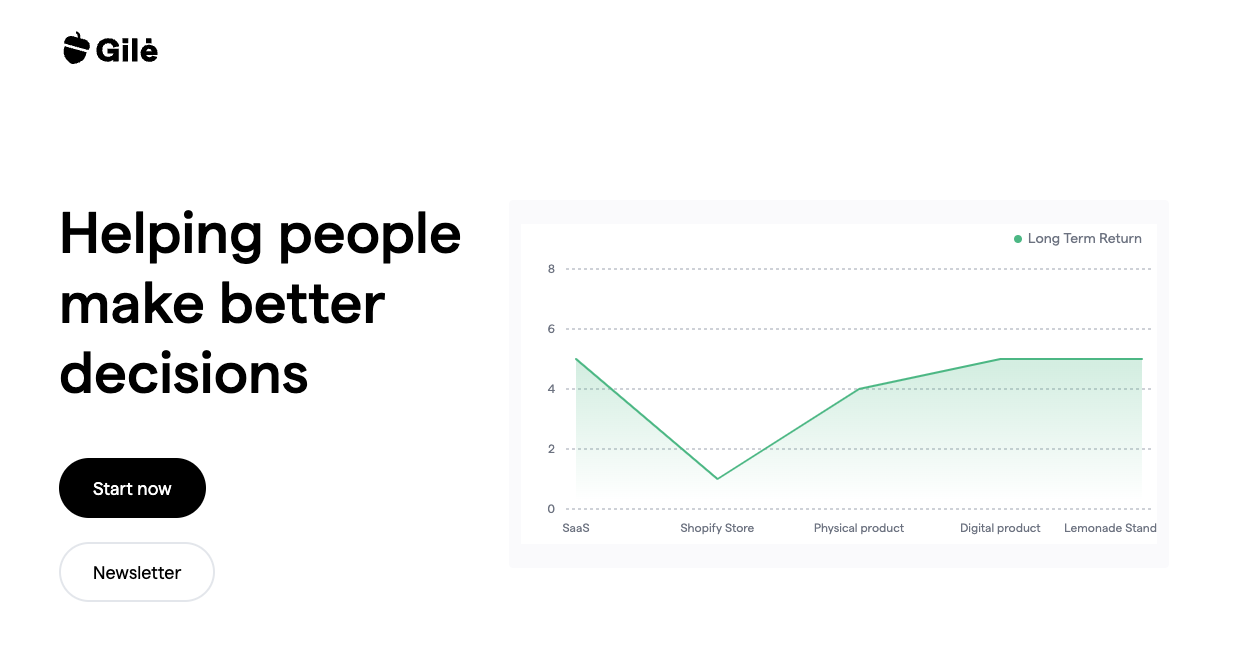 Gilė
Helping people
make better
decisions
Start now
Newsletter
Long Term Return
8
6
4
2
0
SaaS Shopify Store Physical product Digital product Lemonade Stand